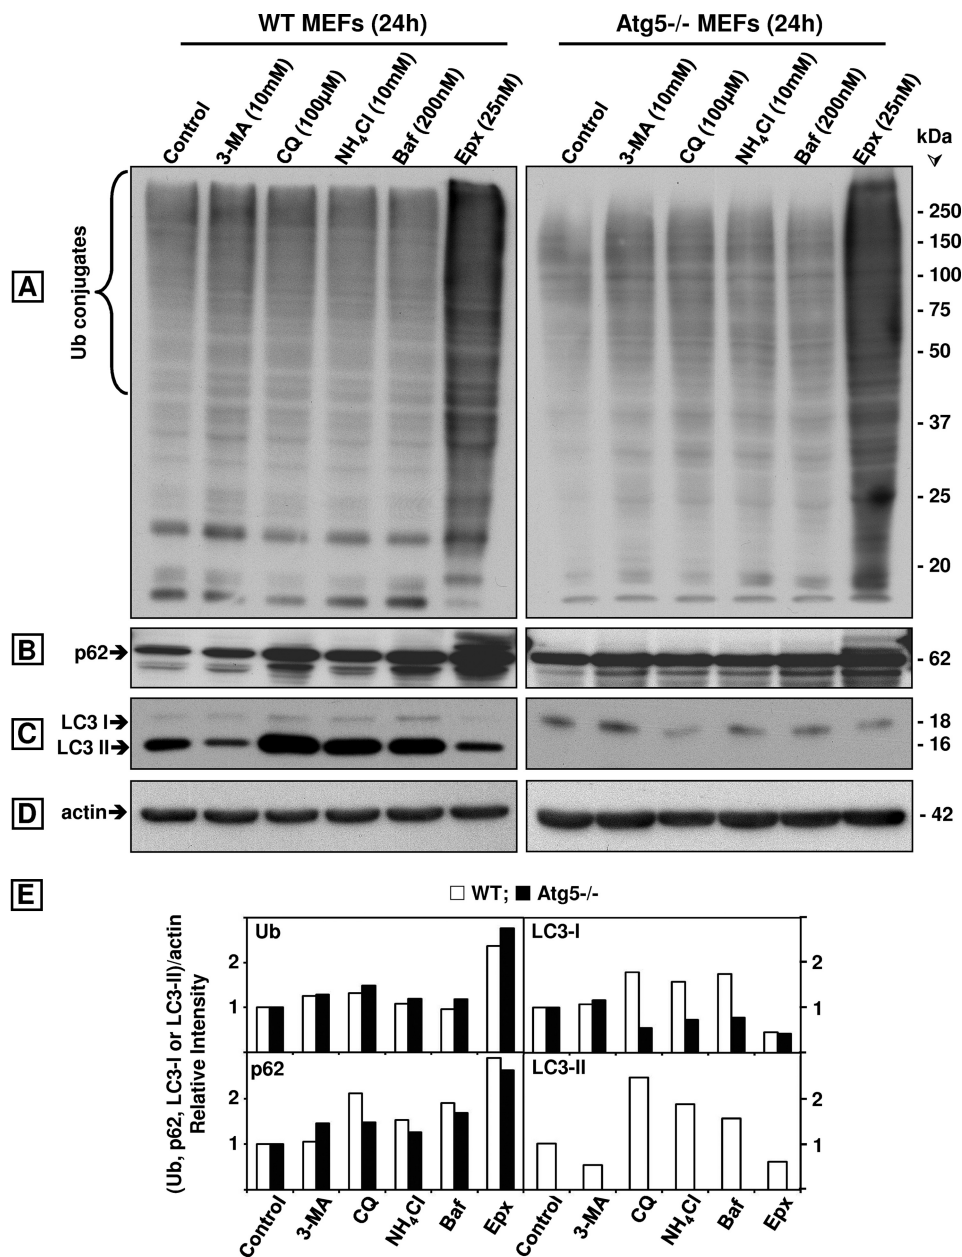 WT MEFs (24h)
Atg5-/- MEFs (24h)
Control
3-MA (10mM)
CQ (100µM)
NH4Cl (10mM)
Baf (200nM)
Epx (25nM)
Control
3-MA (10mM)
CQ (100µM)
NH4Cl (10mM)
Baf (200nM)
Epx (25nM)
kDa
A
Ub conjugates
- 250
- 150
- 100
- 75
- 50
- 37
- 25
- 20
B
p62
- 62
C
LC3 I
LC3 II
- 18
- 16
D
actin
- 42
E
WT; Atg5-/-
(Ub, p62, LC3-I or LC3-II)/actin
Relative Intensity
Ub
2
1
LC3-I
2
1
p62
2
1
LC3-II
2
1
Control
3-MA
CQ
NH4Cl
Baf
Epx
Control
3-MA
CQ
NH4Cl
Baf
Epx